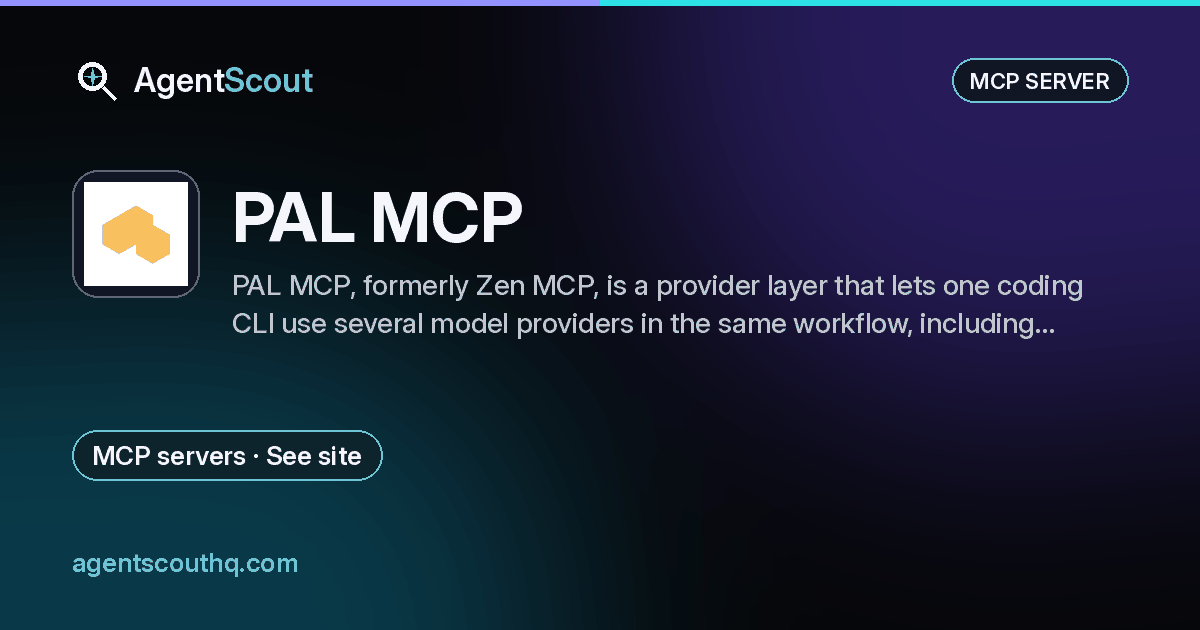 AgentScout
MCP SERVER
PAL MCP
PAL MCP, formerly Zen MCP, is a provider layer that lets one coding
CLI use several model providers in the same workflow, including...
MCP servers · See site
agentscouthq.com